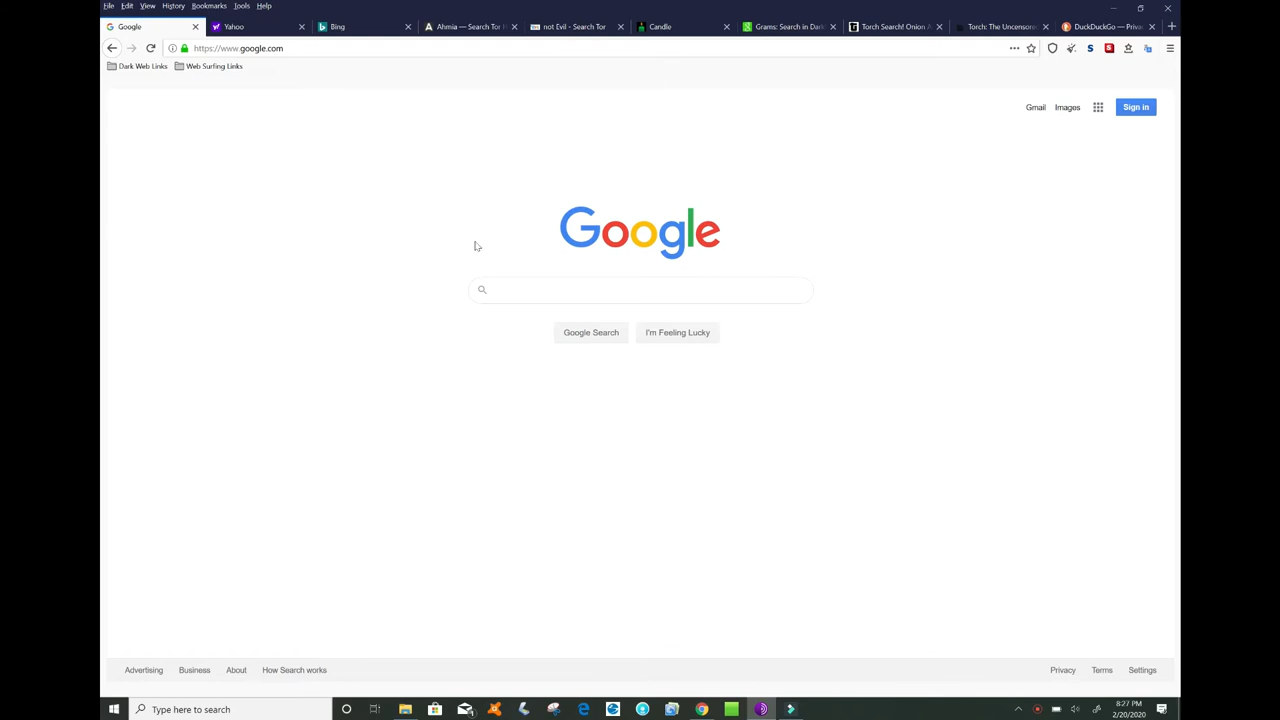 File Edit View History Bookmarks Tools Help
Google Yahoo Bing Ahmia — Search Tor H not Evil - Search Tor Candle Grams: Search in Dark Torch Search! Onion A Torch: The Uncensore DuckDuckGo — Priva
https://www.google.com
Dark Web Links Web Surfing Links
Gmail Images Sign in
Google
Google Search I'm Feeling Lucky
Advertising Business About How Search works Privacy Terms Settings
Type here to search 8:27 PM
2/20/2020